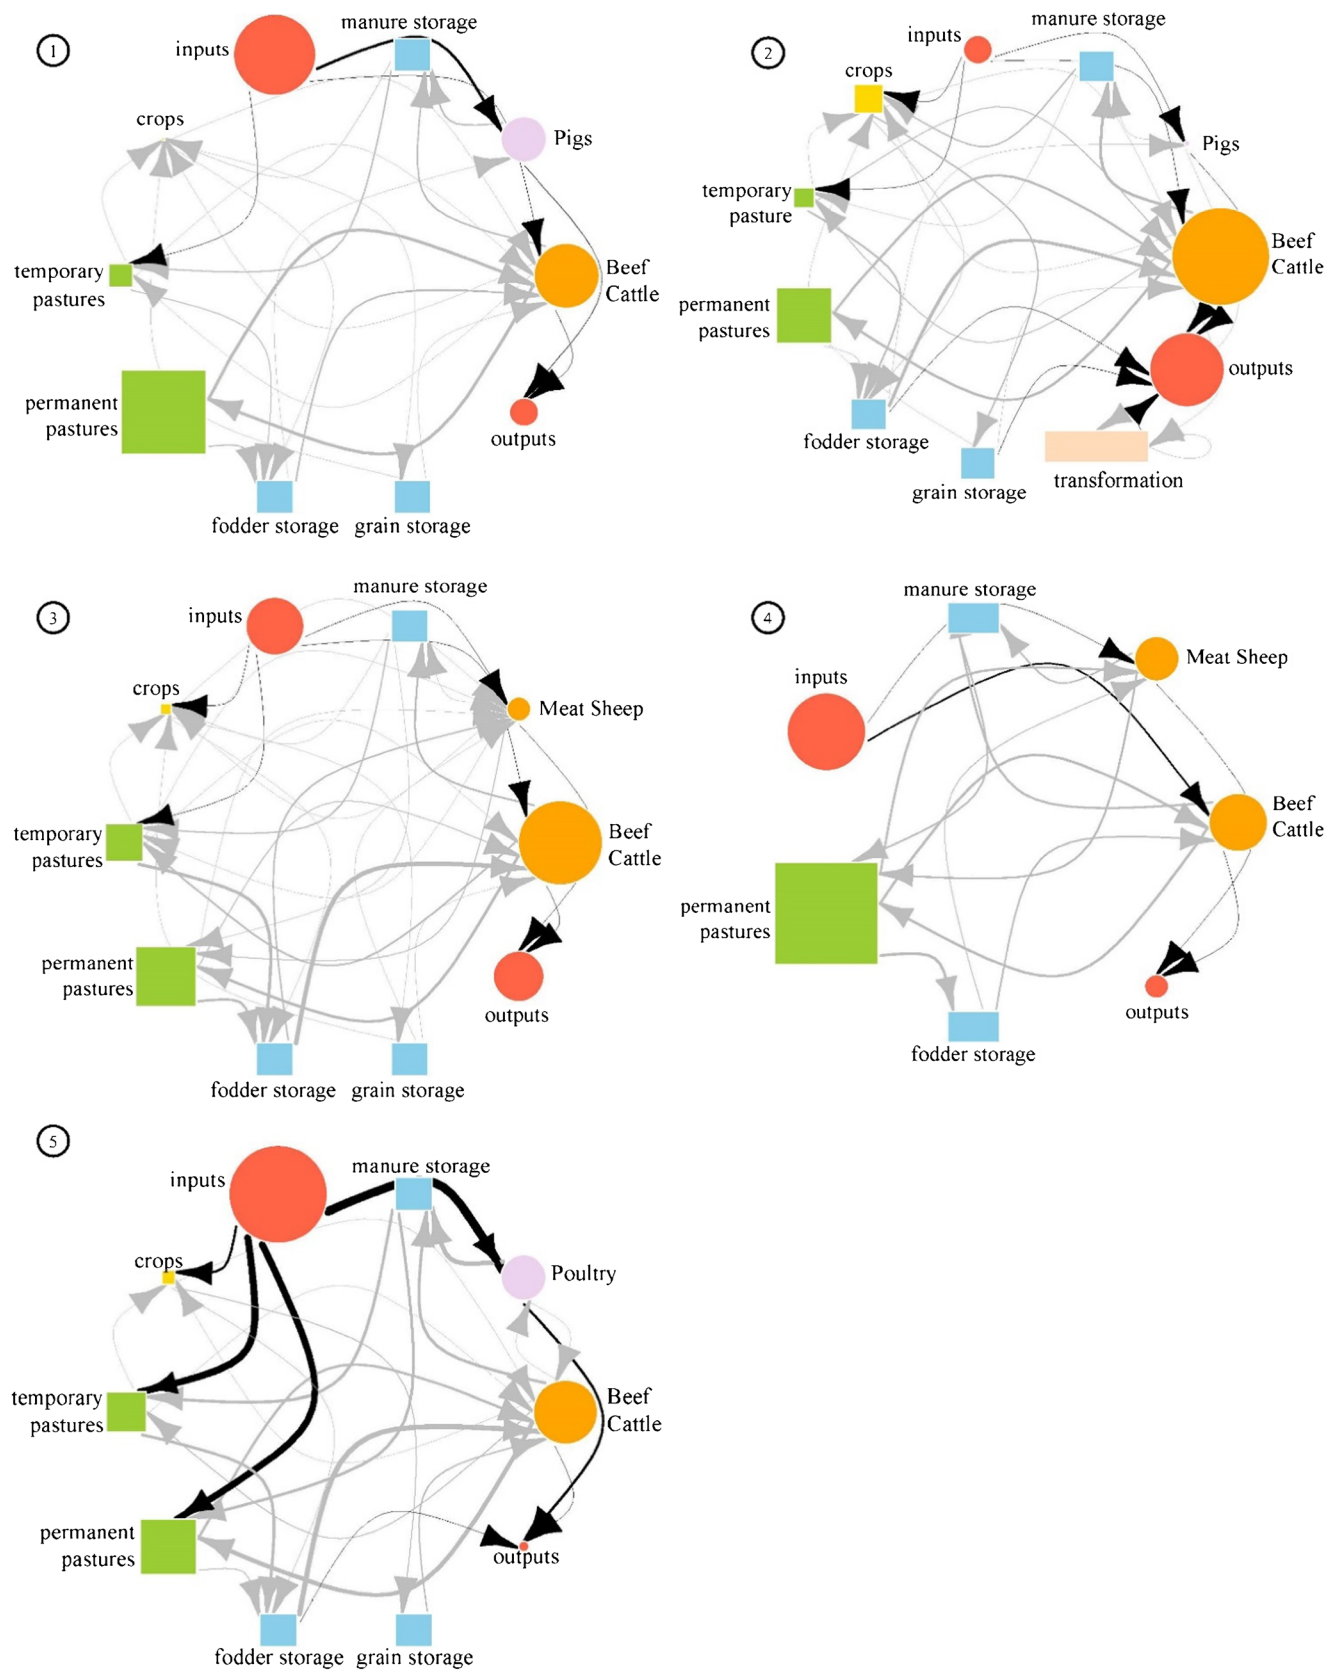 1
inputs
manure storage
crops
Pigs
temporary
pastures
Beef
Cattle
permanent
pastures
outputs
fodder storage
grain storage
2
inputs
manure storage
crops
Pigs
temporary
pasture
Beef
Cattle
permanent
pastures
outputs
fodder storage
grain storage
transformation
3
inputs
manure storage
crops
Meat Sheep
temporary
pastures
Beef
Cattle
permanent
pastures
outputs
fodder storage
grain storage
4
manure storage
inputs
Meat Sheep
Beef
Cattle
permanent
pastures
outputs
fodder storage
5
inputs
manure storage
crops
Poultry
temporary
pastures
Beef
Cattle
permanent
pastures
outputs
fodder storage
grain storage